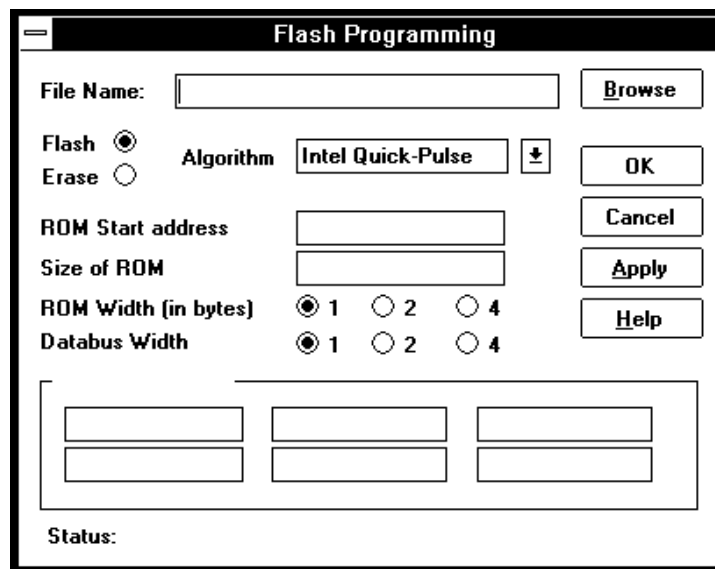 Flash Programming
File Name:
Browse
Flash
Erase
Algorithm
Intel Quick-Pulse
OK
ROM Start address
Cancel
Size of ROM
Apply
ROM Width (in bytes) 1 2 4
Help
Databus Width 1 2 4
Status: